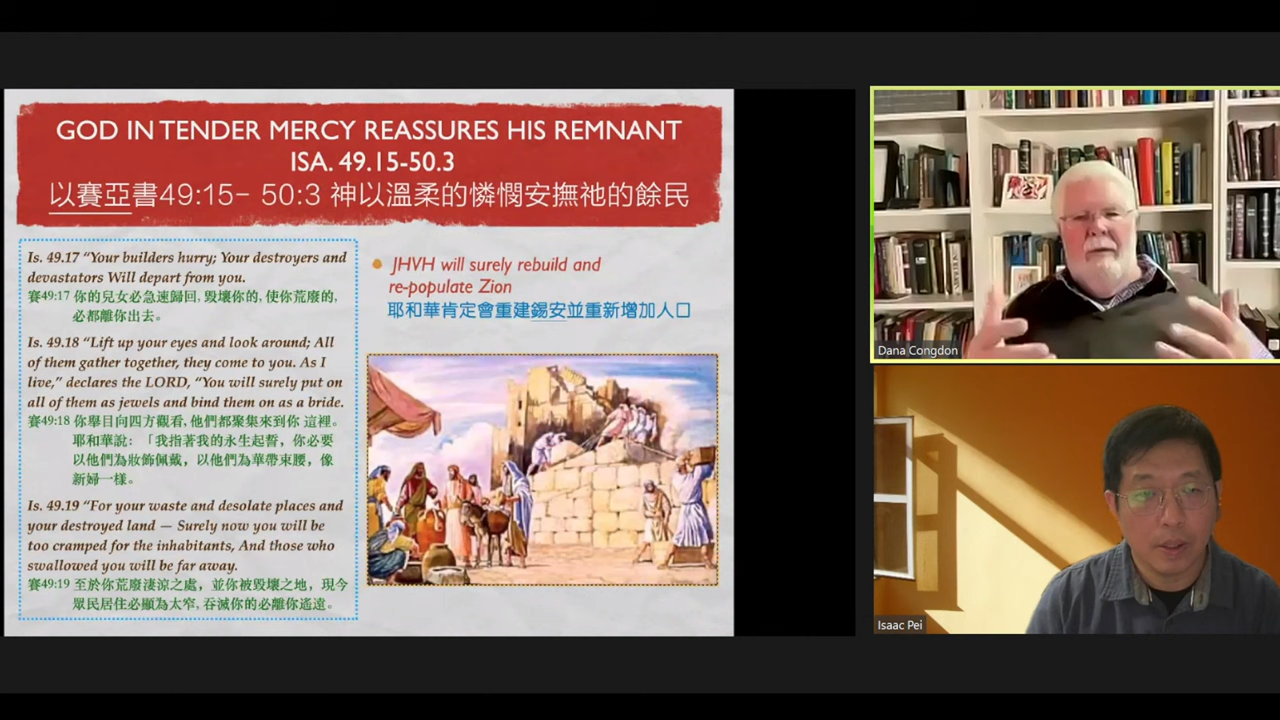 GOD IN TENDER MERCY REASSURES HIS REMNANT
ISA. 49.15-50.3
以賽亞書49:15– 50:3 神以溫柔的憐憫安撫祂的餘民
Is. 49.17 “Your builders hurry; Your destroyers and
devastators Will depart from you.
賽49:17 你的兒女必急速歸回, 毀壞你的, 使你荒廢的,
必都離你出去。
Is. 49.18 “Lift up your eyes and look around; All
of them gather together, they come to you. As I
live,” declares the LORD, “You will surely put on
all of them as jewels and bind them on as a bride.
賽49:18 你舉目向四方觀看, 他們都聚集來到你 這裡。
耶和華說：「我指著我的永生起誓，你必要
以他們為妝飾佩戴，以他們為華帶束腰，像
新婦一樣。
Is. 49.19 “For your waste and desolate places and
your destroyed land — Surely now you will be
too cramped for the inhabitants, And those who
swallowed you will be far away.
賽49:19 至於你荒廢淒涼之處，並你被毀壞之地，現今
眾民居住必顯為太窄, 吞滅你的必離你遙遠。
JHVH will surely rebuild and
re-populate Zion
耶和華肯定會重建錫安並重新增加人口
Dana Congdon
Isaac Pei